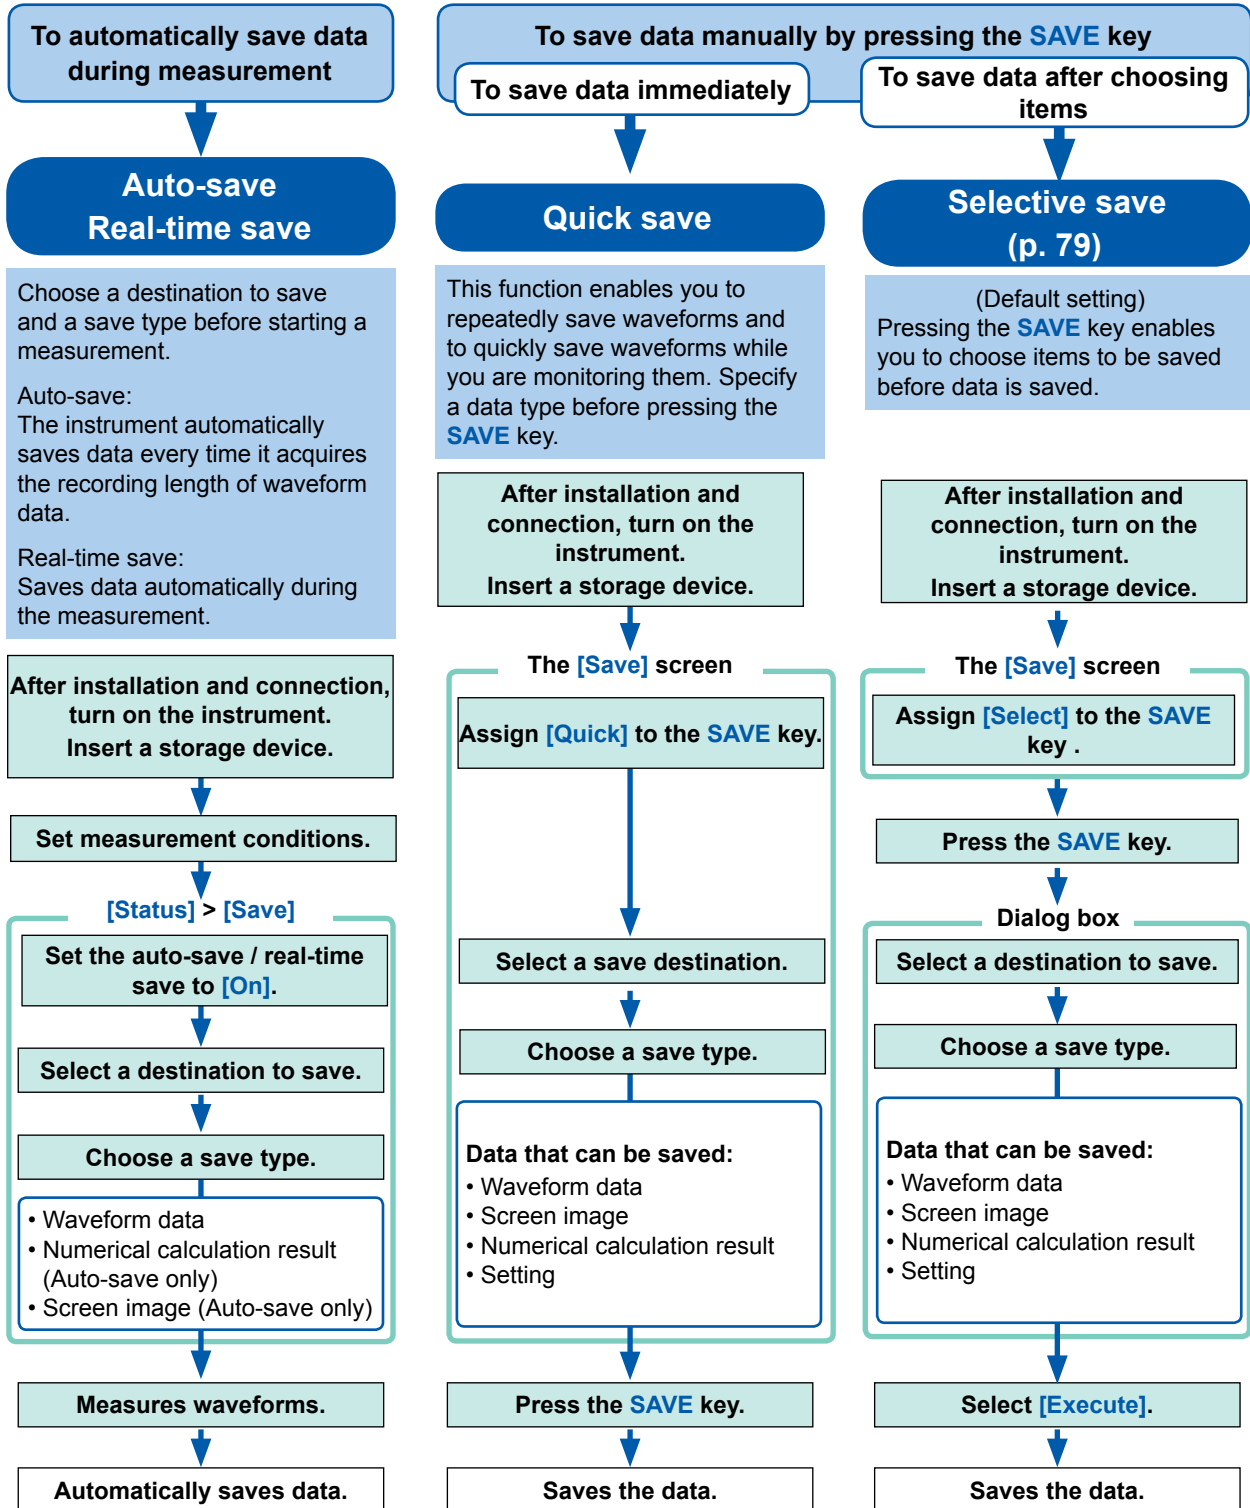 To automatically save data
during measurement
Auto-save
Real-time save
Choose a destination to save
and a save type before starting a
measurement.
Auto-save:
The instrument automatically
saves data every time it acquires
the recording length of waveform
data.
Real-time save:
Saves data automatically during
the measurement.
After installation and connection,
turn on the instrument.
Insert a storage device.
Set measurement conditions.
[Status] > [Save]
Set the auto-save / real-time
save to [On].
Select a destination to save.
Choose a save type.
• Waveform data
• Numerical calculation result
(Auto-save only)
• Screen image (Auto-save only)
Measures waveforms.
Automatically saves data.
To save data manually by pressing the SAVE key
To save data immediately
Quick save
This function enables you to
repeatedly save waveforms and
to quickly save waveforms while
you are monitoring them. Specify
a data type before pressing the
SAVE key.
After installation and
connection, turn on the
instrument.
Insert a storage device.
The [Save] screen
Assign [Quick] to the SAVE key.
Select a save destination.
Choose a save type.
Data that can be saved:
• Waveform data
• Screen image
• Numerical calculation result
• Setting
Press the SAVE key.
Saves the data.
To save data after choosing
items
Selective save
(p. 79)
(Default setting)
Pressing the SAVE key enables
you to choose items to be saved
before data is saved.
After installation and
connection, turn on the
instrument.
Insert a storage device.
The [Save] screen
Assign [Select] to the SAVE
key .
Press the SAVE key.
Dialog box
Select a destination to save.
Choose a save type.
Data that can be saved:
• Waveform data
• Screen image
• Numerical calculation result
• Setting
Select [Execute].
Saves the data.